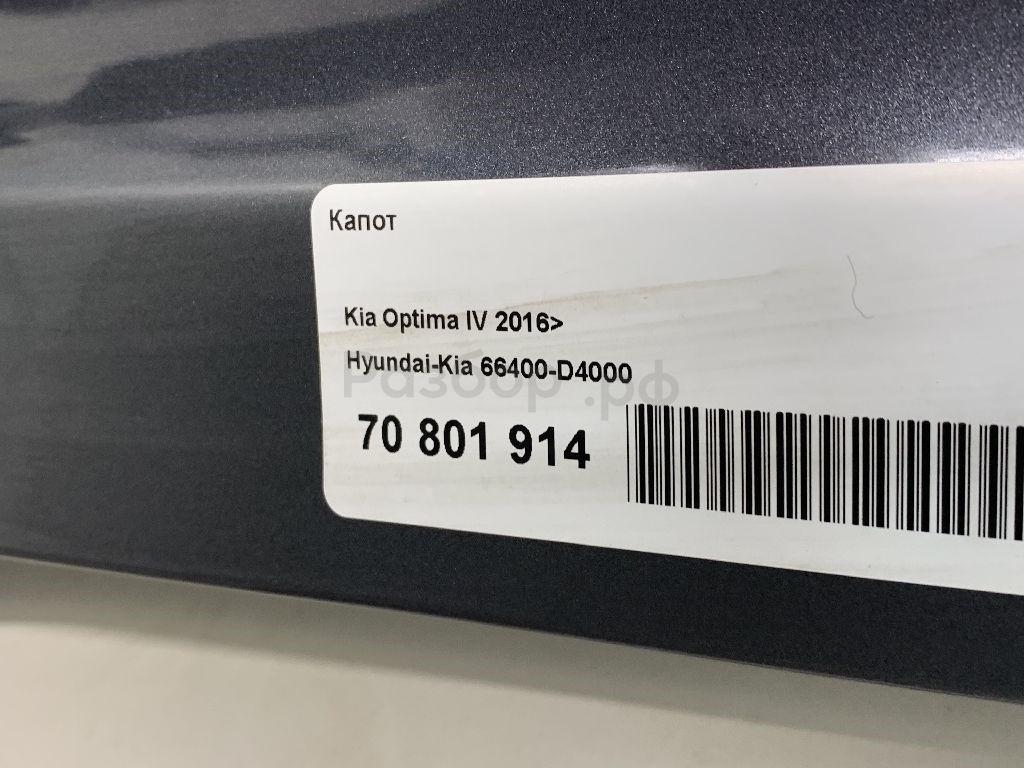 Капот
Kia Optima IV 2016>
Hyundai-Kia 66400-D4000
Разбор.рф
70 801 914